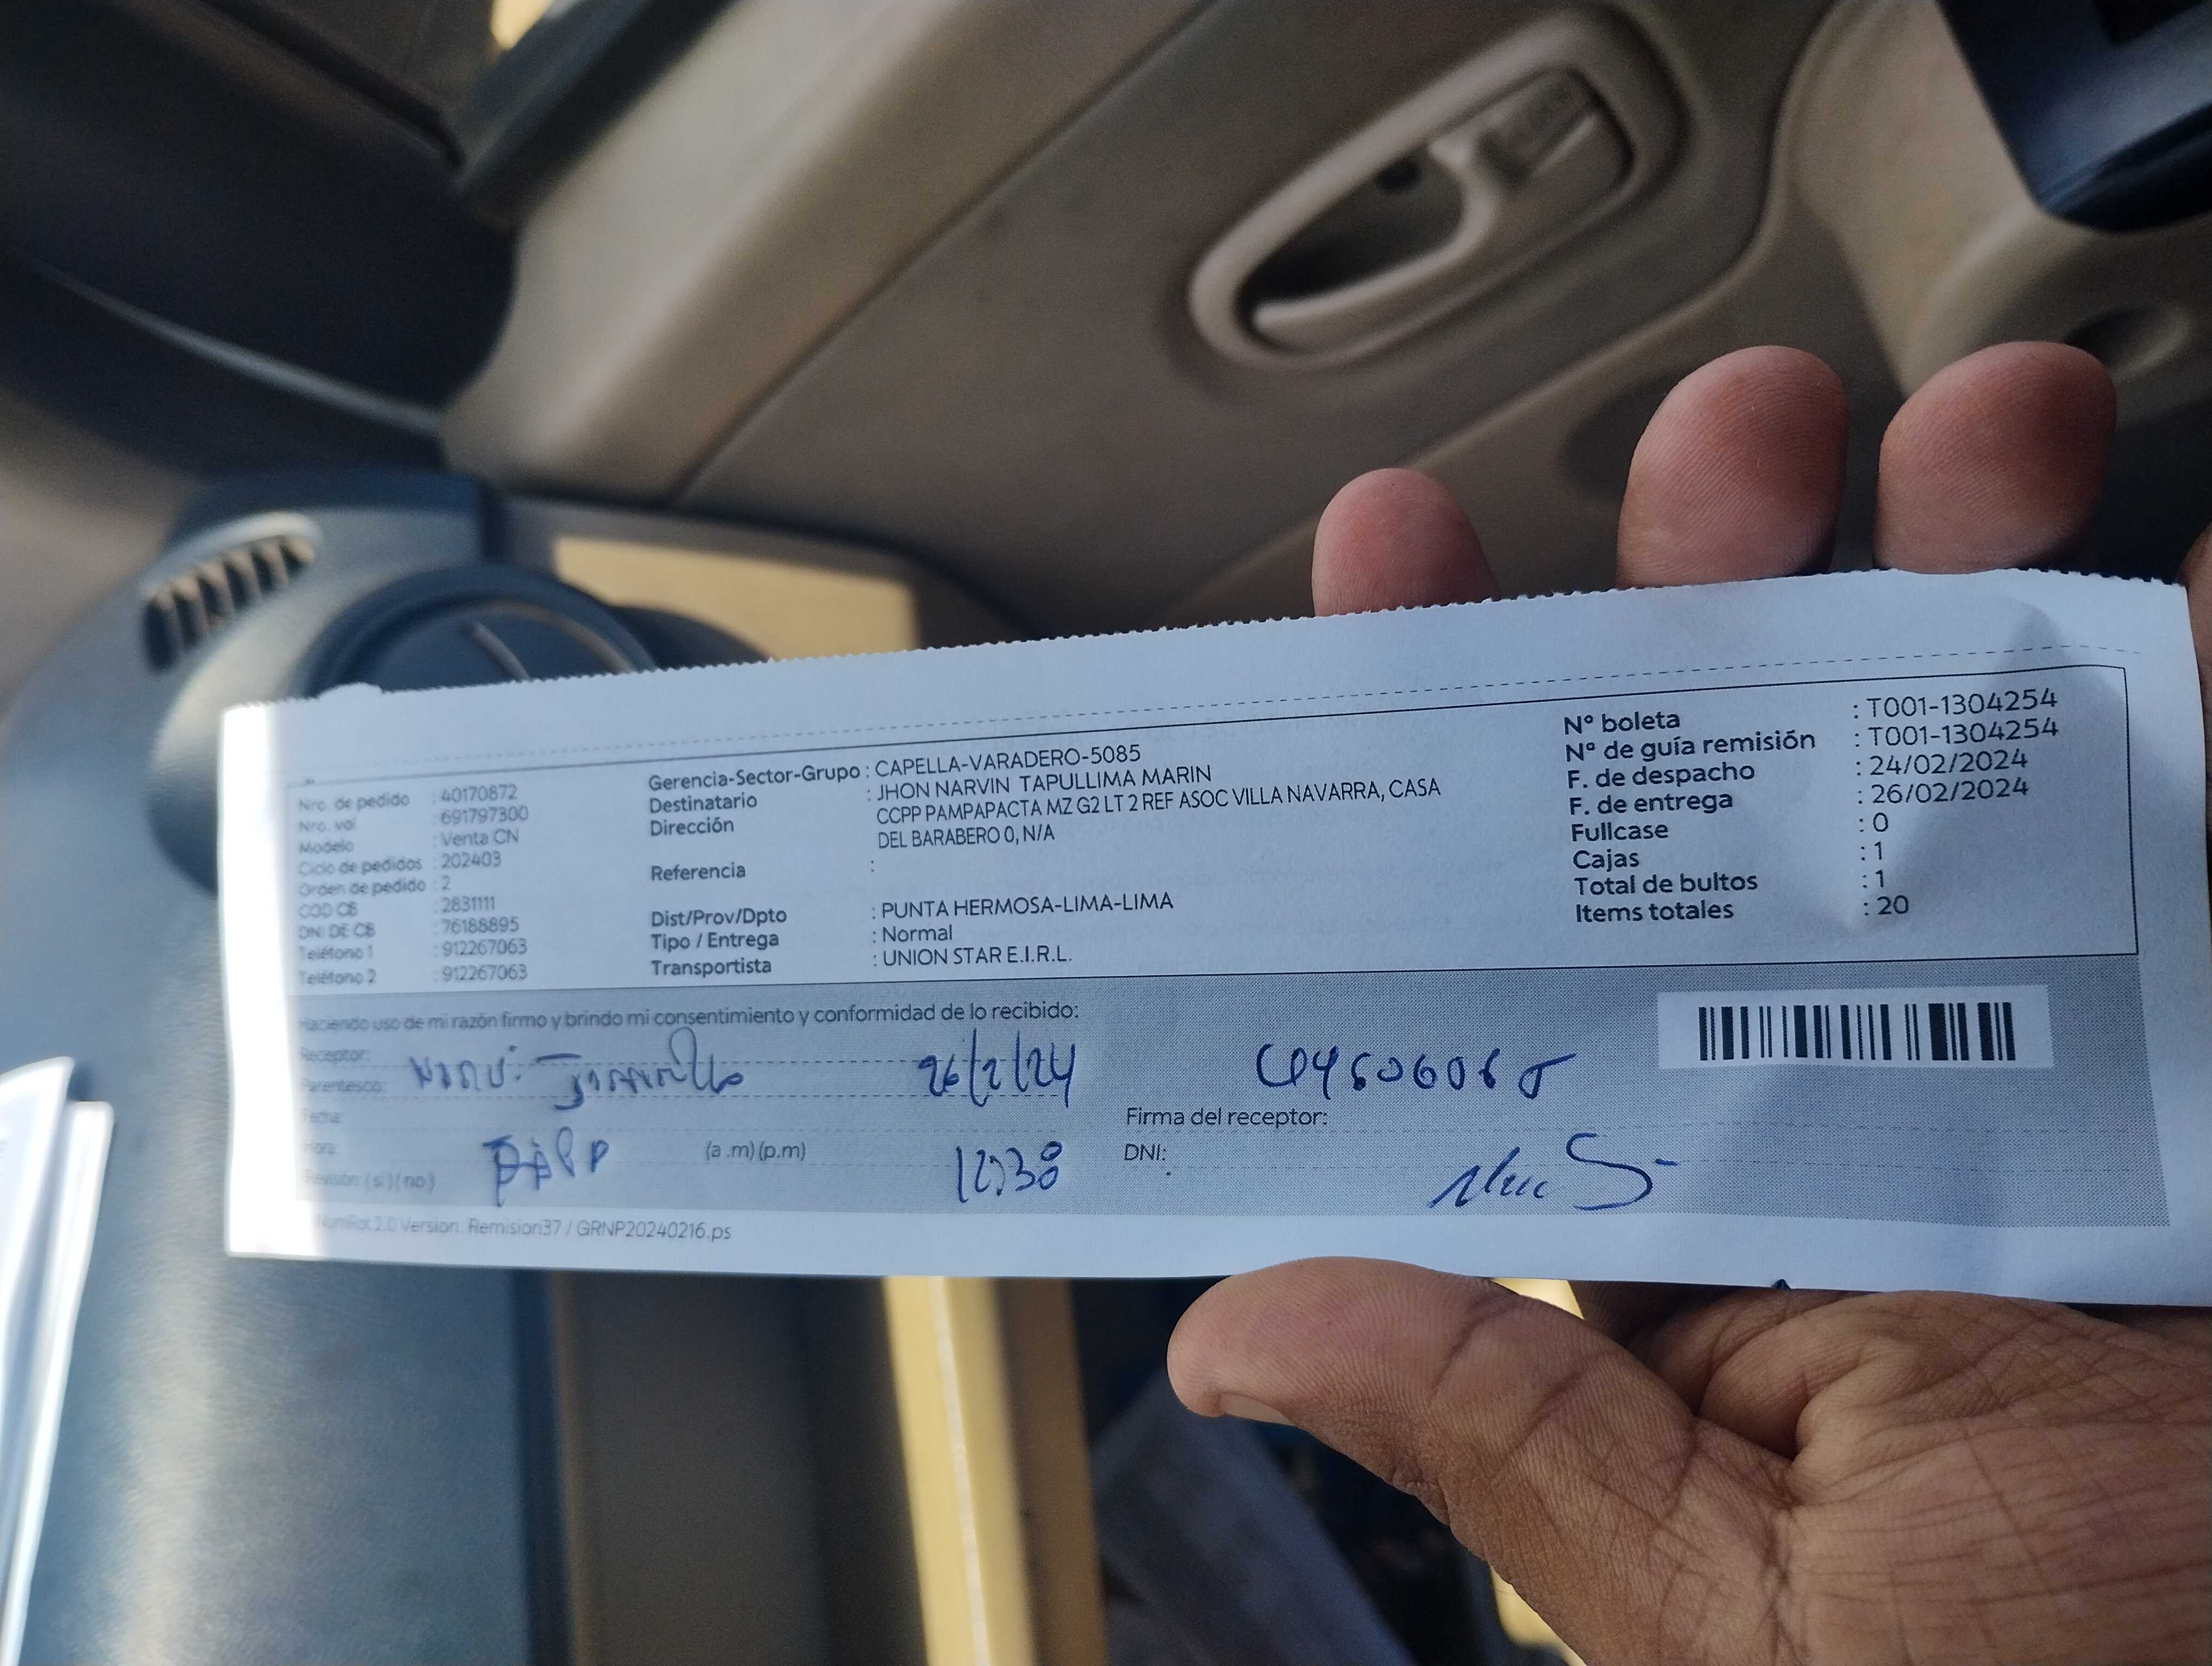 Nro. de pedido : 40170872
Nro. vol : 691797300
Modelo : Venta CN
Ciclo de pedidos : 202403
Orden de pedido : 2
COD CB : 2831111
DNI DE CB : 76188895
Teléfono 1 : 912267063
Teléfono 2 : 912267063
Gerencia-Sector-Grupo : CAPELLA-VARADERO-5085
Destinatario : JHON NARVIN TAPULLIMA MARIN
Dirección CCPP PAMPAPACTA MZ G2 LT 2 REF ASOC VILLA NAVARRA, CASA
DEL BARABERO 0, N/A
Referencia :
Dist/Prov/Dpto : PUNTA HERMOSA-LIMA-LIMA
Tipo / Entrega : Normal
Transportista : UNION STAR E.I.R.L.
Nº boleta : T001-1304254
Nº de guía remisión : T001-1304254
F. de despacho : 24/02/2024
F. de entrega : 26/02/2024
Fullcase : 0
Cajas : 1
Total de bultos : 1
Items totales : 20
Haciendo uso de mi razón firmo y brindo mi consentimiento y conformidad de lo recibido:
Receptor:
Parentesco: 26/2/24
Fecha:
Firma del receptor:
Hora: (a .m) (p.m) 12:38
DNI:
Revisión: ( si ) ( no )
NumRot 2.0 Version: Remision37 / GRNP20240216.ps